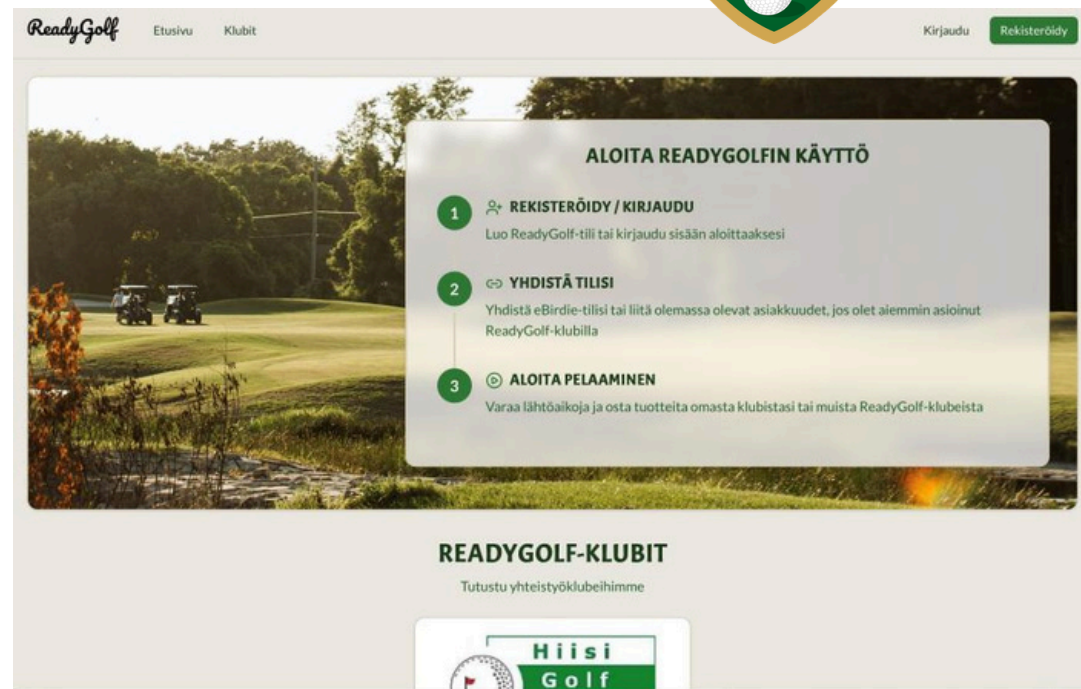 ReadyGolf
Etusivu
Klubit
Kirjaudu
Rekisteröidy
ALOITA READYGOLFIN KÄYTTÖ
1
REKISTERÖIDY / KIRJAUDU
Luo ReadyGolf-tili tai kirjaudu sisään aloittaaksesi
2
YHDISTÄ TILISI
Yhdistä eBirdie-tilisi tai liitä olemassa olevat asiakkuudet, jos olet aiemmin asioinut
ReadyGolf-klubilla
3
ALOITA PELAAMINEN
Varaa lähtöaikoja ja osta tuotteita omasta klubistasi tai muista ReadyGolf-klubeista
READYGOLF-KLUBIT
Tutustu yhteistyöklubeihimme
Hiisi
Golf